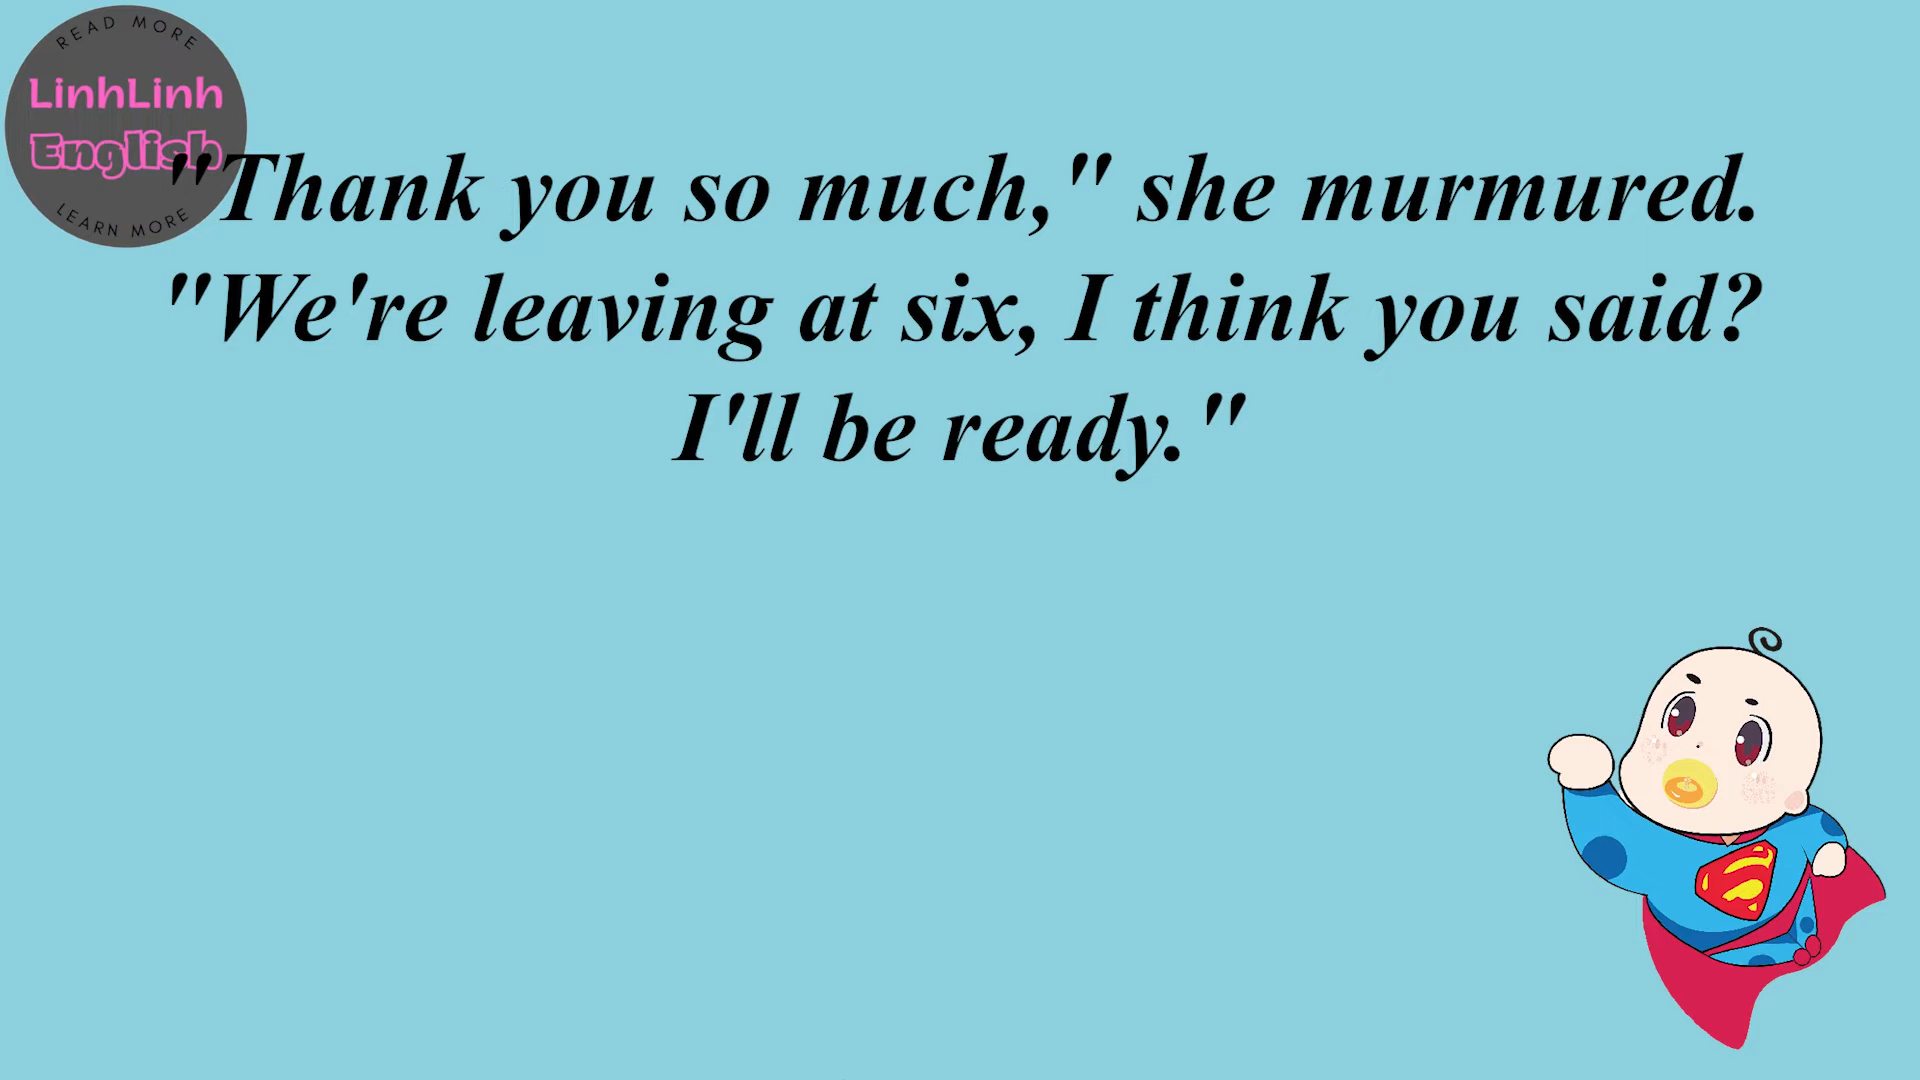 READ MORE
LinhLinh
English
LEARN MORE
"Thank you so much," she murmured.
"We're leaving at six, I think you said?
I'll be ready."